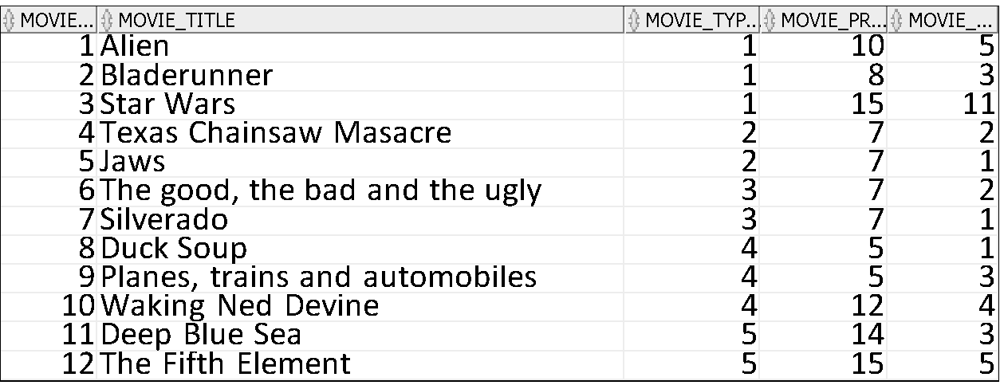 MOVIE... MOVIE_TITLE MOVIE_TYP... MOVIE_PR... MOVIE_...
1 Alien 1 10 5
2 Bladerunner 1 8 3
3 Star Wars 1 15 11
4 Texas Chainsaw Masacre 2 7 2
5 Jaws 2 7 1
6 The good, the bad and the ugly 3 7 2
7 Silverado 3 7 1
8 Duck Soup 4 5 1
9 Planes, trains and automobiles 4 5 3
10 Waking Ned Devine 4 12 4
11 Deep Blue Sea 5 14 3
12 The Fifth Element 5 15 5